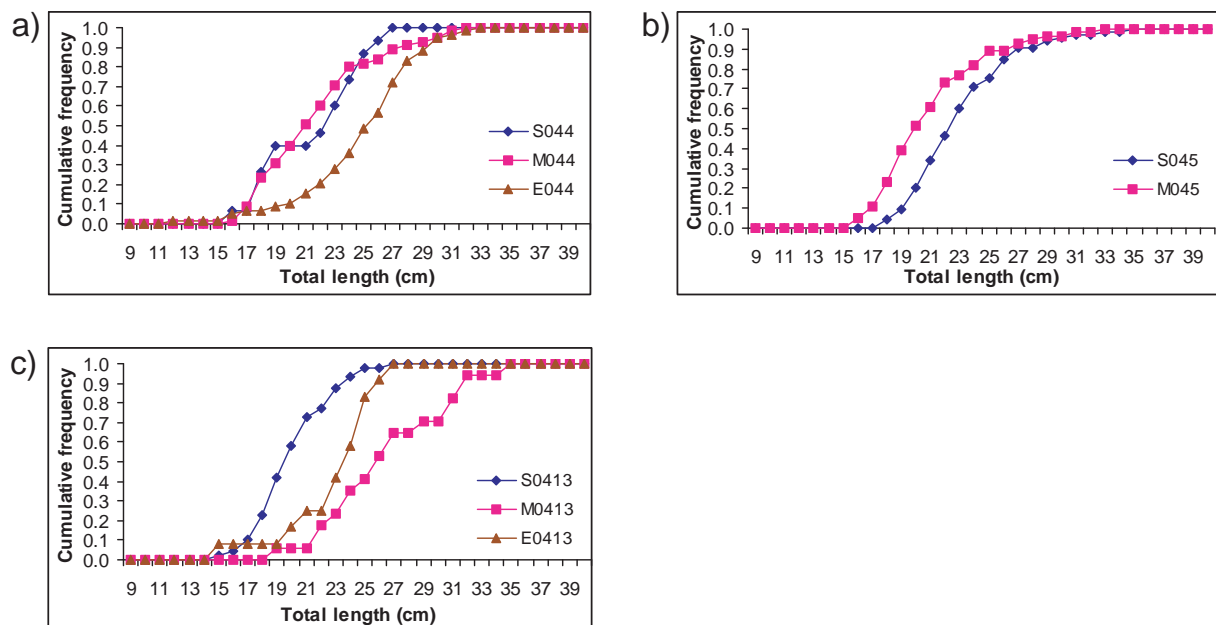 a)
Cumulative frequency
1.0
0.9
0.8
0.7
0.6
0.5
0.4
0.3
0.2
0.1
0.0
S044
M044
E044
9 11 13 15 17 19 21 23 25 27 29 31 33 35 37 39
Total length (cm)
b)
Cumulative frequency
1.0
0.9
0.8
0.7
0.6
0.5
0.4
0.3
0.2
0.1
0.0
S045
M045
9 11 13 15 17 19 21 23 25 27 29 31 33 35 37 39
Total length (cm)
c)
Cumulative frequency
1.0
0.9
0.8
0.7
0.6
0.5
0.4
0.3
0.2
0.1
0.0
S0413
M0413
E0413
9 11 13 15 17 19 21 23 25 27 29 31 33 35 37 39
Total length (cm)